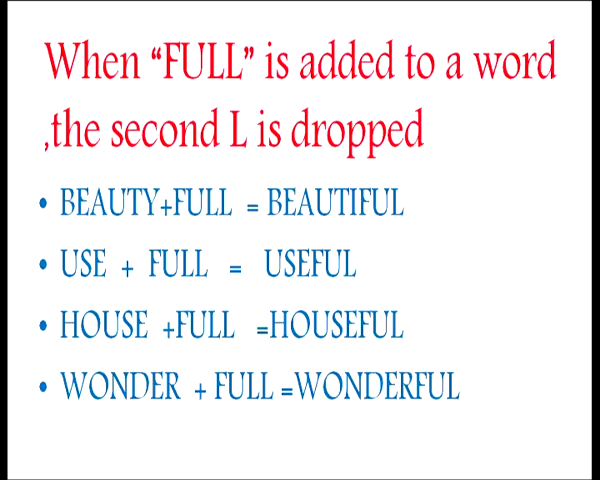 When “FULL” is added to a word
,the second L is dropped
• BEAUTY+FULL = BEAUTIFUL
• USE + FULL = USEFUL
• HOUSE +FULL =HOUSEFUL
• WONDER + FULL =WONDERFUL